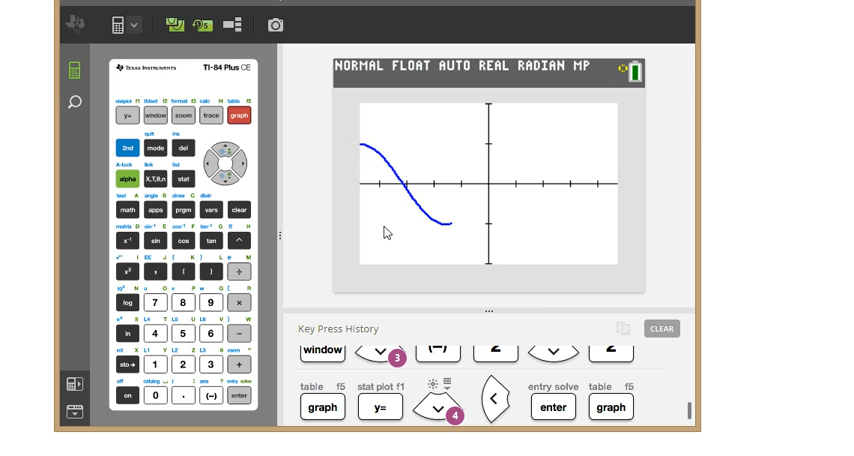 TEXAS INSTRUMENTS TI-84 Plus CE
statplot f1 tblset f2 format f3 calc f4 table f5
y= window zoom trace graph
quit ins
2nd mode del
A-lock link list
alpha X,T,θ,n stat
test A angle B draw C distr
math apps prgm vars clear
matrix D sin⁻¹ E cos⁻¹ F tan⁻¹ G π H
x⁻¹ sin cos tan ^
√ I EE J { K } L e M
x² , ( ) ÷
10ˣ N u O v P w Q [ R
log 7 8 9 ×
eˣ S L4 T L5 U L6 V ] W
ln 4 5 6 −
rcl X L1 Y L2 Z L3 θ mem "
sto→ 1 2 3 +
off catalog i : ans ? entry solve
on 0 . (−) enter
NORMAL FLOAT AUTO REAL RADIAN MP
Key Press History CLEAR
window 3 (−) 2 2
table f5 stat plot f1 entry solve table f5
graph y= 4 enter graph